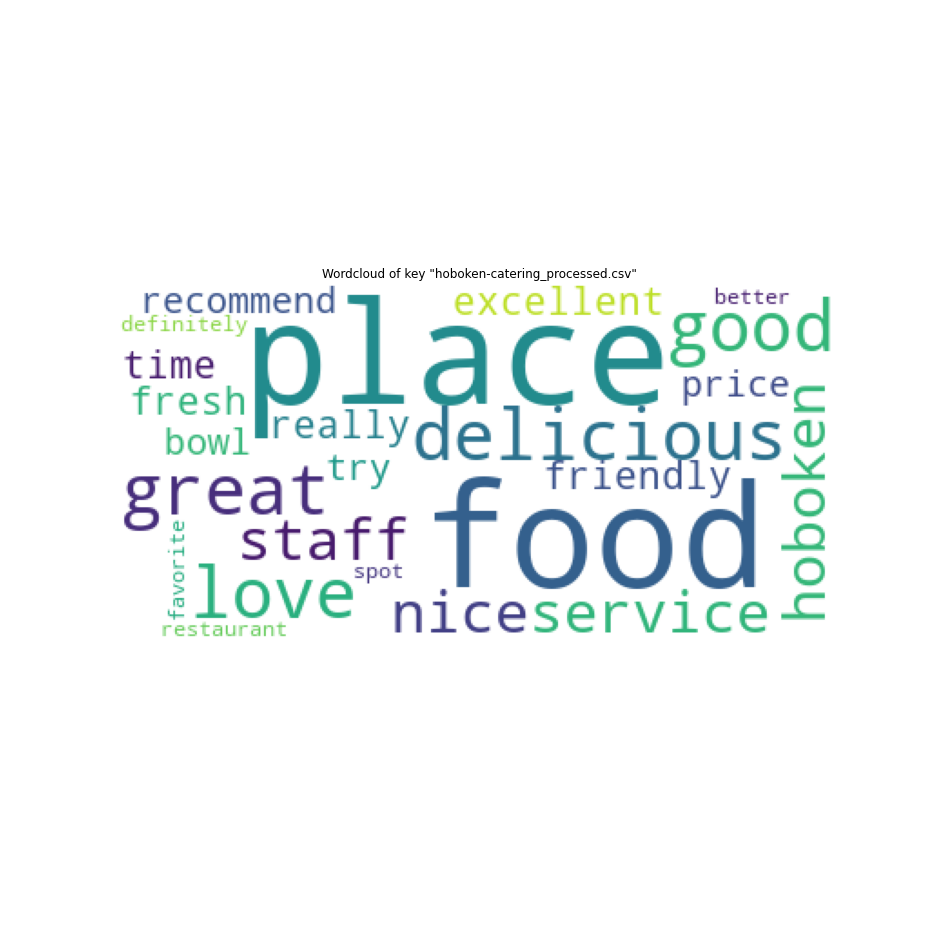 Wordcloud of key "hoboken-catering_processed.csv"
recommend
excellent
better
definitely
place
good
time
price
fresh
really
delicious
hoboken
bowl
try
friendly
great
food
staff
favorite
spot
love
nice
service
restaurant